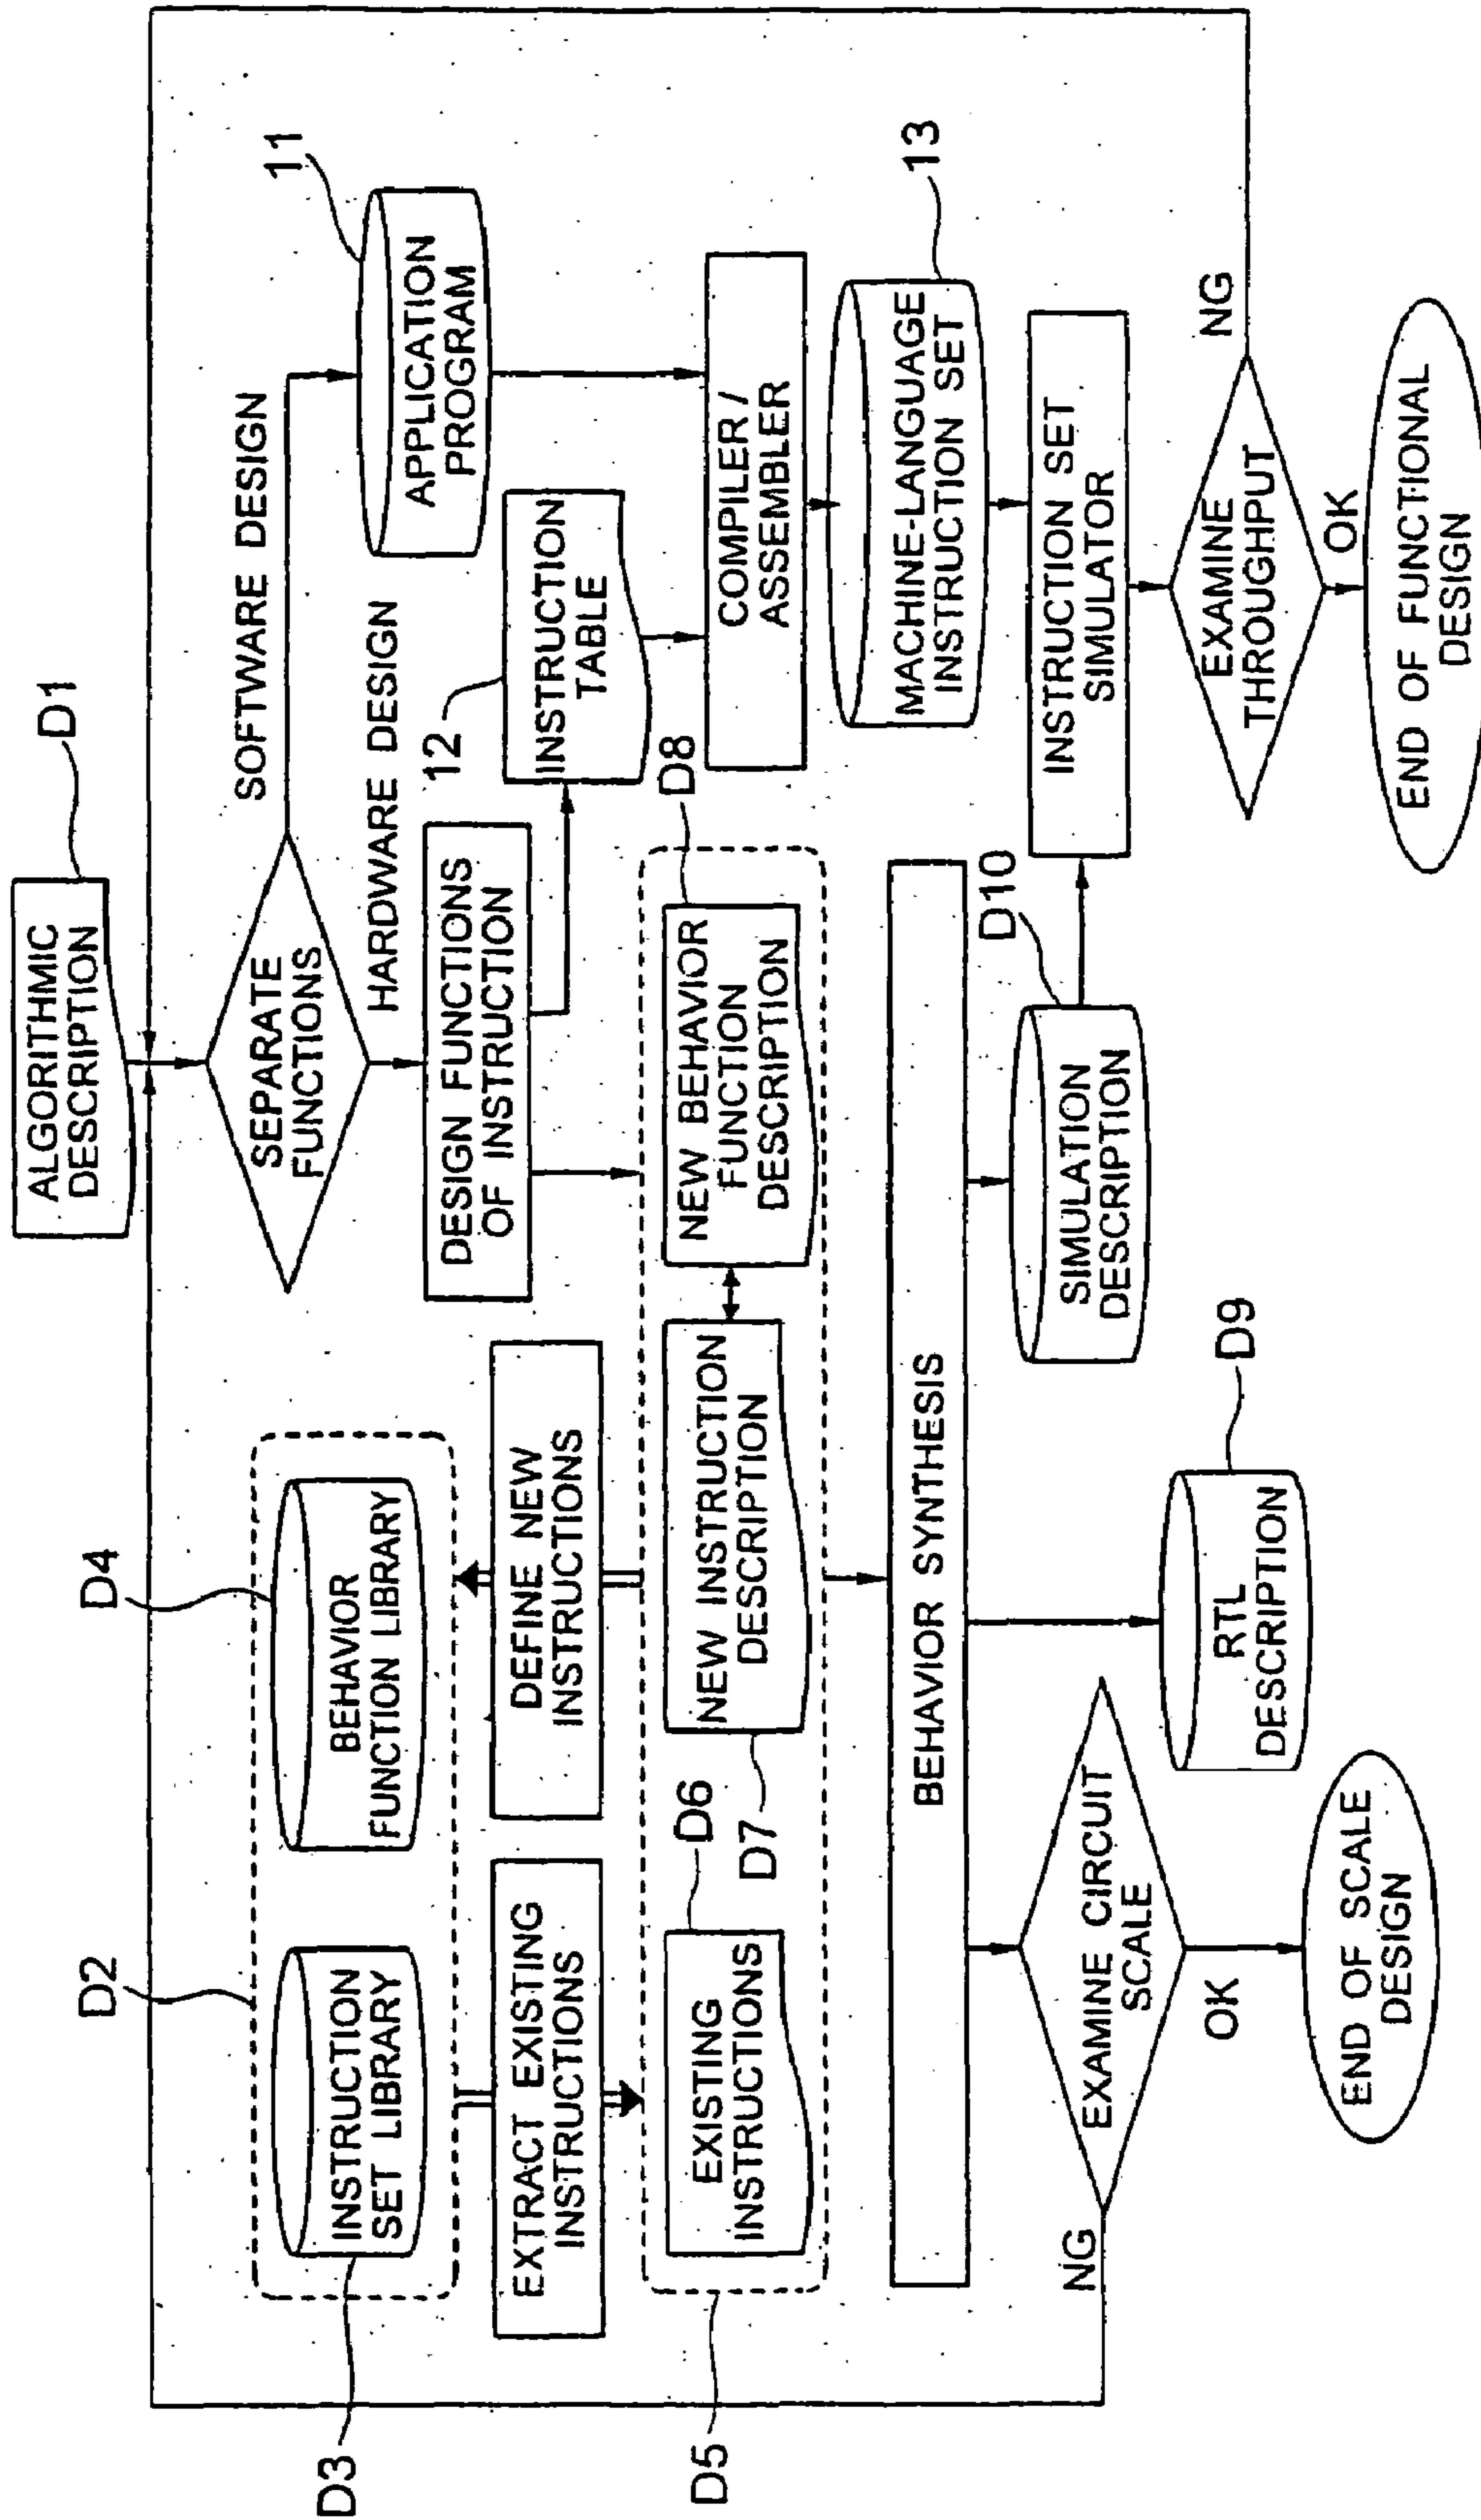 D1
ALGORITHMIC
DESCRIPTION
SEPARATE
FUNCTIONS
SOFTWARE DESIGN
HARDWARE DESIGN
11
APPLICATION
PROGRAM
12
INSTRUCTION
TABLE
DESIGN FUNCTIONS
OF INSTRUCTION
D2
D3
INSTRUCTION
SET LIBRARY
D4
BEHAVIOR
FUNCTION LIBRARY
EXTRACT EXISTING
INSTRUCTIONS
DEFINE NEW
INSTRUCTIONS
D5
D6
EXISTING
INSTRUCTIONS
D7
NEW INSTRUCTION
DESCRIPTION
D8
NEW BEHAVIOR
FUNCTION
DESCRIPTION
COMPILER/
ASSEMBLER
13
MACHINE-LANGUAGE
INSTRUCTION SET
BEHAVIOR SYNTHESIS
D10
SIMULATION
DESCRIPTION
INSTRUCTION SET
SIMULATOR
NG
EXAMINE CIRCUIT
SCALE
OK
END OF SCALE
DESIGN
D9
RTL
DESCRIPTION
EXAMINE
THROUGHPUT
NG
OK
END OF FUNCTIONAL
DESIGN